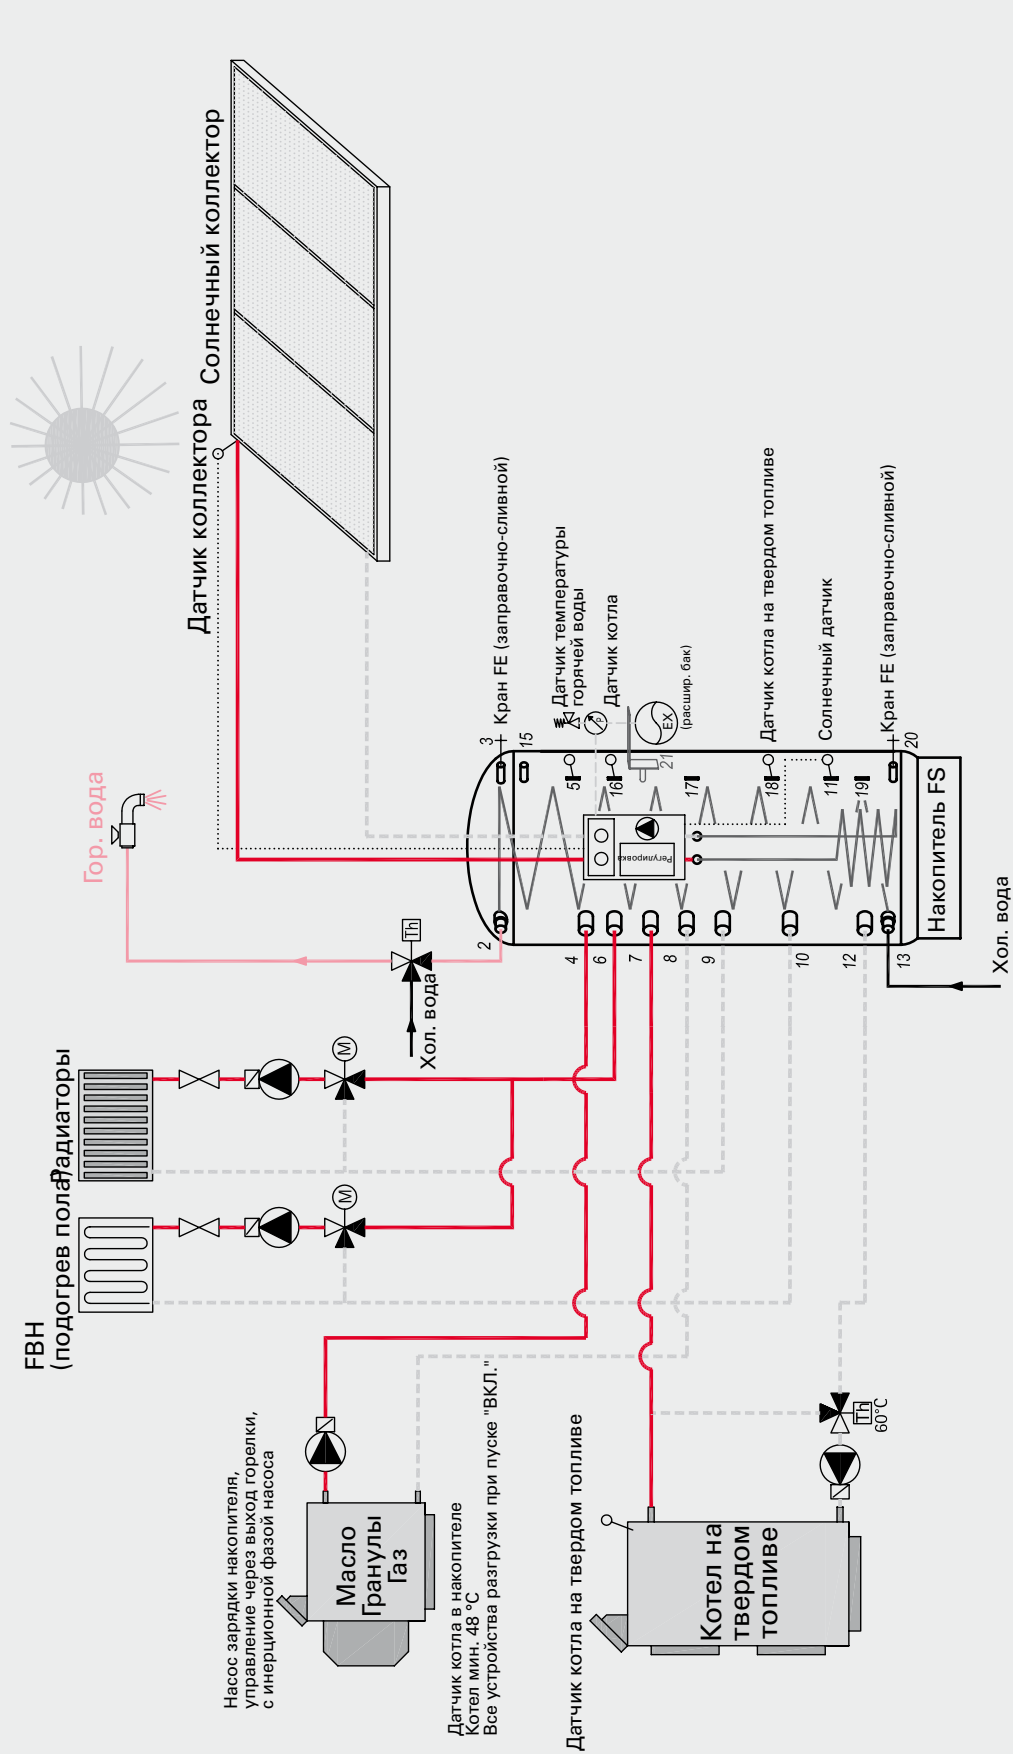 Солнечный коллектор
Датчик коллектора
Гор. вода
Кран FE (заправочно-сливной)
Датчик температуры
горячей воды
Датчик котла
(расшир. бак)
Датчик котла на твердом топливе
Солнечный датчик
Кран FE (заправочно-сливной)
3
15
5
16
21
17
18
11
19
20
EX
P
Регулировка
Накопитель FS
2
4
6
7
8
9
10
12
13
Хол. вода
Th
Хол. вода
Радиаторы
M
FBH
(подогрев пола)
M
Насос зарядки накопителя,
управление через выход горелки,
с инерционной фазой насоса
Масло
Гранулы
Газ
Датчик котла в накопителе
Котел мин. 48 °C
Все устройства разгрузки при пуске "ВКЛ."
Датчик котла на твердом топливе
Котел на
твердом
топливе
Th
60°C